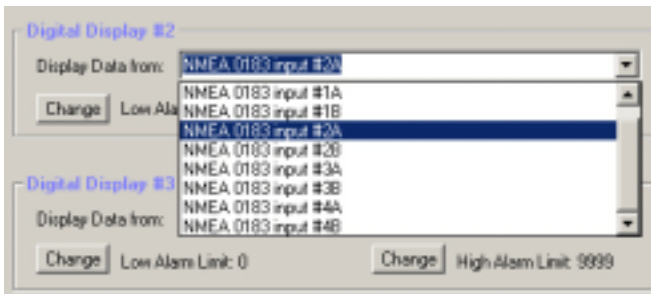 Digital Display #2
Display Data from: NMEA 0183 input #2A
NMEA 0183 input #1A
Change Low Ala NMEA 0183 input #1B
NMEA 0183 input #2A
NMEA 0183 input #2B
NMEA 0183 input #3A
Digital Display #3 NMEA 0183 input #3B
NMEA 0183 input #4A
Display Data from: NMEA 0183 input #4B
Change Low Alarm Limit: 0 Change High Alarm Limit: 9999